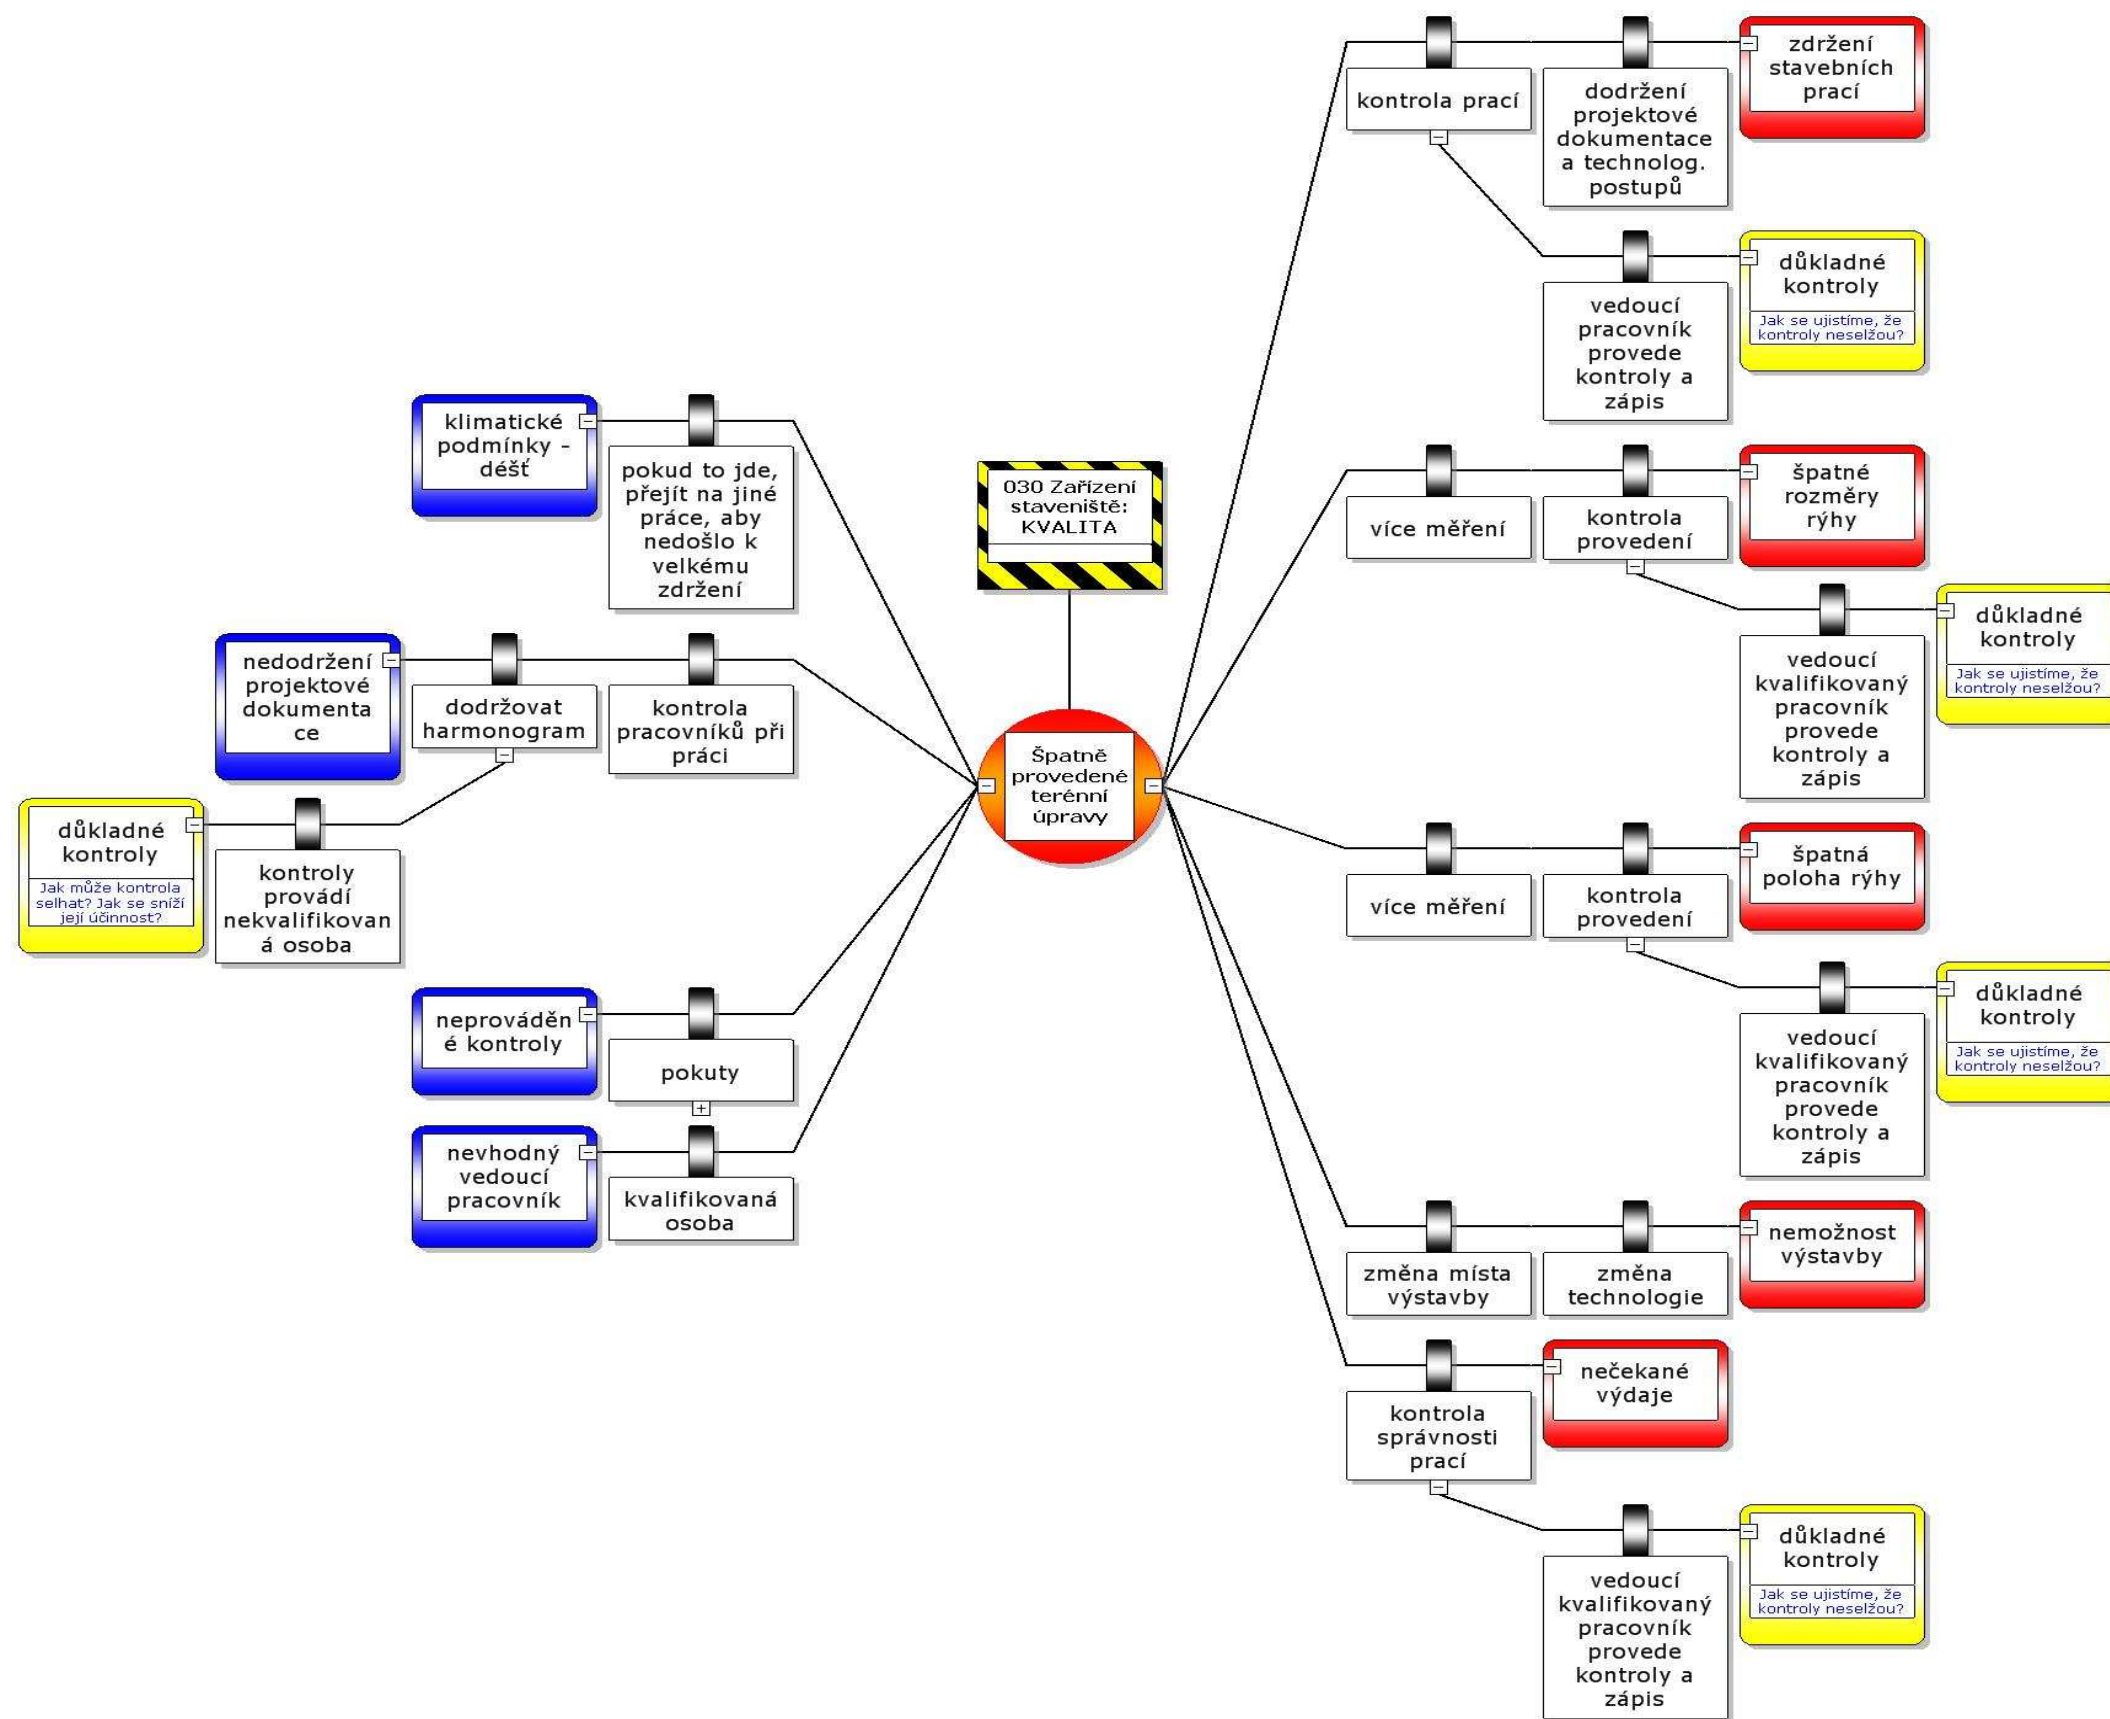 zdržení
stavebních
prací
kontrola prací
dodržení
projektové
dokumentace
a technolog.
postupů
důkladné
kontroly
Jak se ujistíme, že
kontroly neselžou?
vedoucí
pracovník
provede
kontroly a
zápis
klimatické
podmínky -
déšť
pokud to jde,
přejít na jiné
práce, aby
nedošlo k
velkému
zdržení
030 Zařízení
staveniště:
KVALITA
špatné
rozměry
rýhy
více měření
kontrola
provedení
důkladné
kontroly
Jak se ujistíme, že
kontroly neselžou?
vedoucí
kvalifikovaný
pracovník
provede
kontroly a
zápis
nedodržení
projektové
dokumenta
ce
dodržovat
harmonogram
kontrola
pracovníků při
práci
Špatně
provedené
terénní
úpravy
důkladné
kontroly
Jak může kontrola
selhat? Jak se sníží
její účinnost?
kontroly
provádí
nekvalifikovan
á osoba
špatná
poloha rýhy
více měření
kontrola
provedení
důkladné
kontroly
Jak se ujistíme, že
kontroly neselžou?
vedoucí
kvalifikovaný
pracovník
provede
kontroly a
zápis
neprováděn
é kontroly
pokuty
nevhodný
vedoucí
pracovník
kvalifikovaná
osoba
nemožnost
výstavby
změna místa
výstavby
změna
technologie
nečekané
výdaje
kontrola
správnosti
prací
důkladné
kontroly
Jak se ujistíme, že
kontroly neselžou?
vedoucí
kvalifikovaný
pracovník
provede
kontroly a
zápis